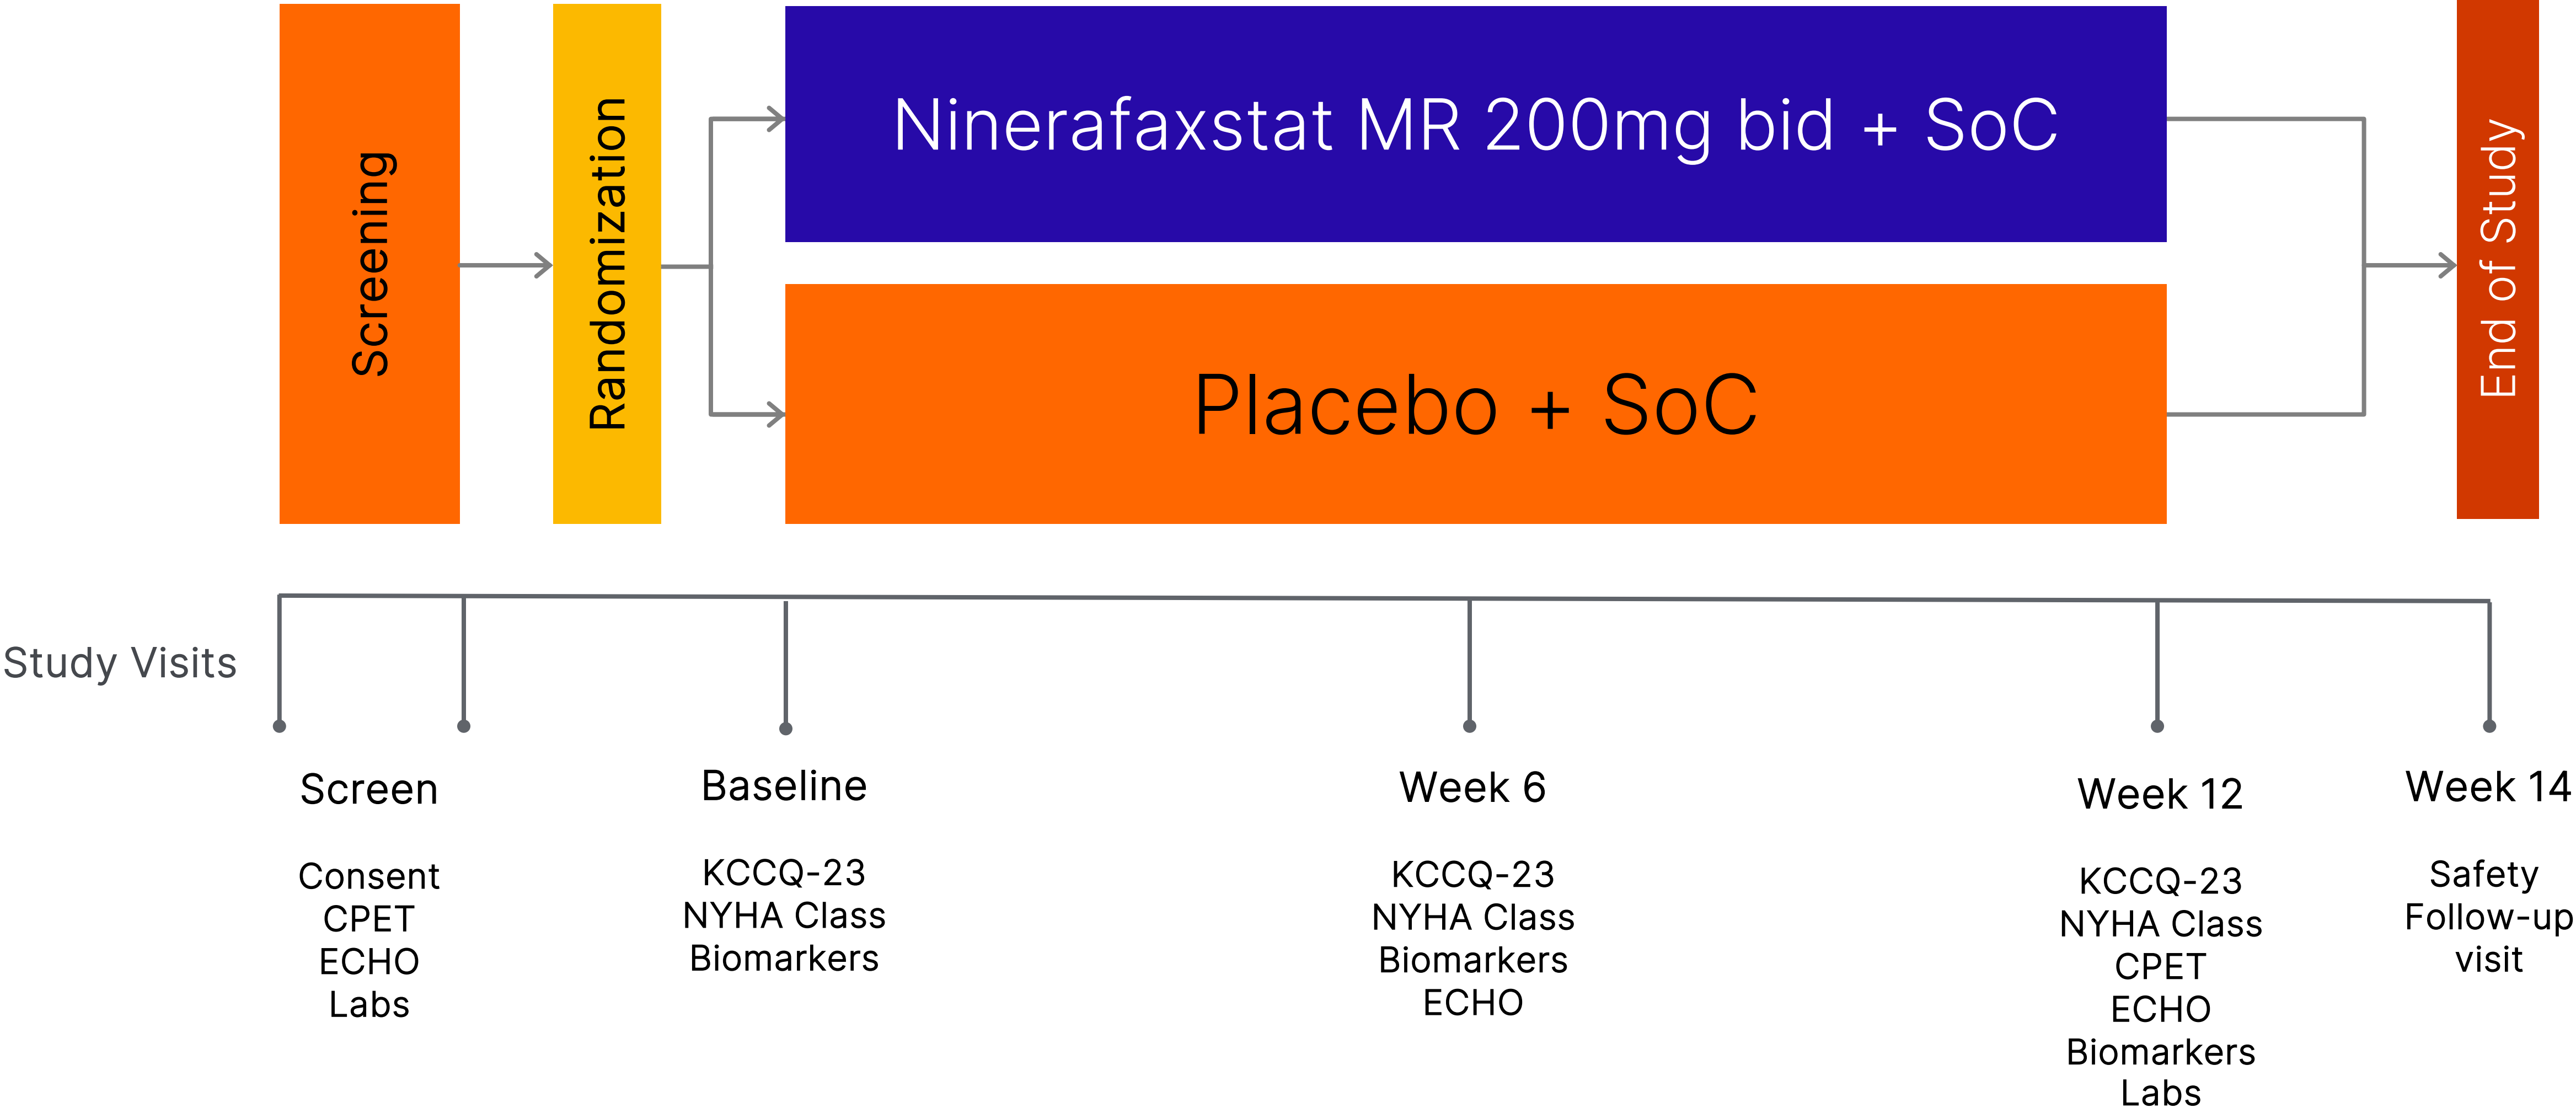 Screening
Randomization
Ninerafaxstat MR 200mg bid + SoC
Placebo + SoC
End of Study
Study Visits
Screen
Consent
CPET
ECHO
Labs
Baseline
KCCQ-23
NYHA Class
Biomarkers
Week 6
KCCQ-23
NYHA Class
Biomarkers
ECHO
Week 12
KCCQ-23
NYHA Class
CPET
ECHO
Biomarkers
Labs
Week 14
Safety
Follow-up
visit